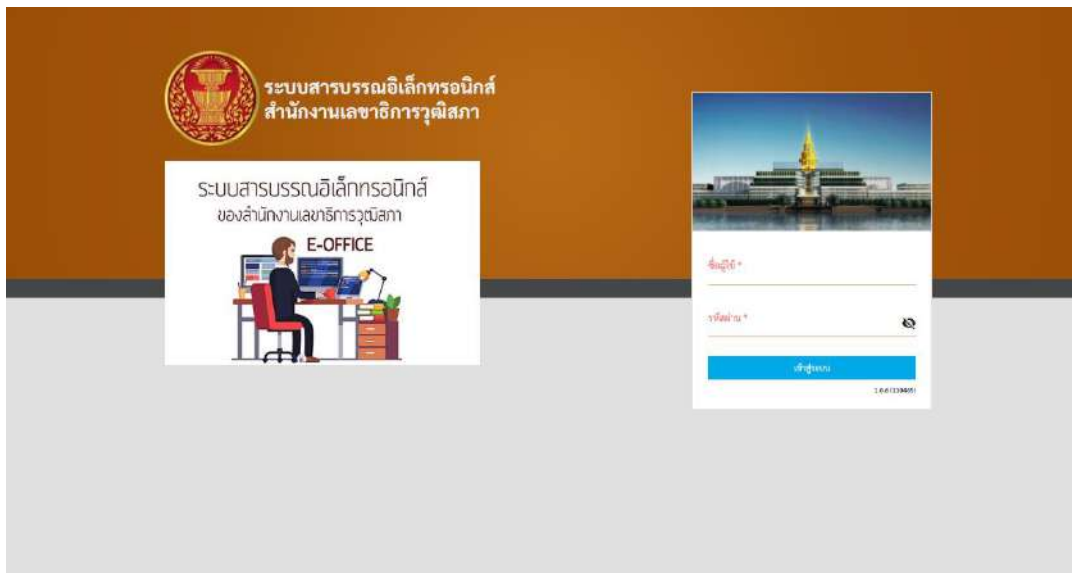 ระบบสารบรรณอิเล็กทรอนิกส์
สำนักงานเลขาธิการวุฒิสภา
ระบบสารบรรณอิเล็กทรอนิกส์
ของสำนักงานเลขาธิการวุฒิสภา
E-OFFICE
ชื่อผู้ใช้ *
รหัสผ่าน *
เข้าสู่ระบบ